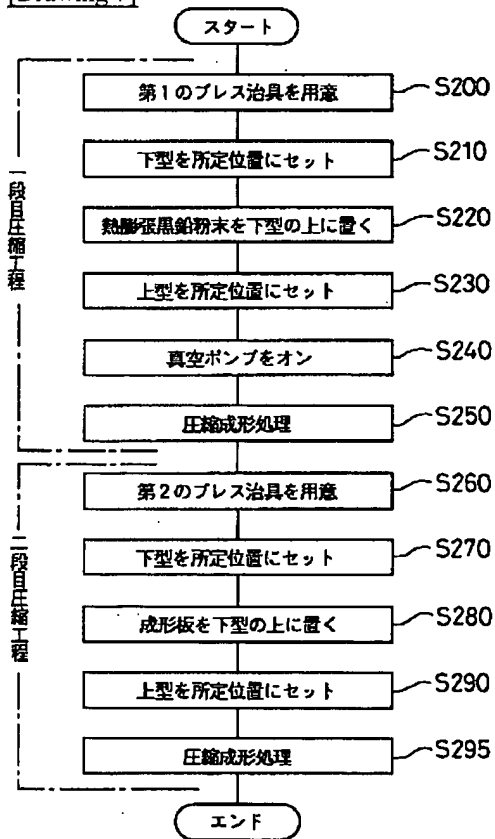 スタート
第1のプレス治具を用意
S200
下型を所定位置にセット
S210
熱膨張黒鉛粉末を下型の上に置く
S220
上型を所定位置にセット
S230
真空ポンプをオン
S240
圧縮成形処理
S250
一段目圧縮工程
第2のプレス治具を用意
S260
下型を所定位置にセット
S270
成形板を下型の上に置く
S280
上型を所定位置にセット
S290
圧縮成形処理
S295
二段目圧縮工程
エンド